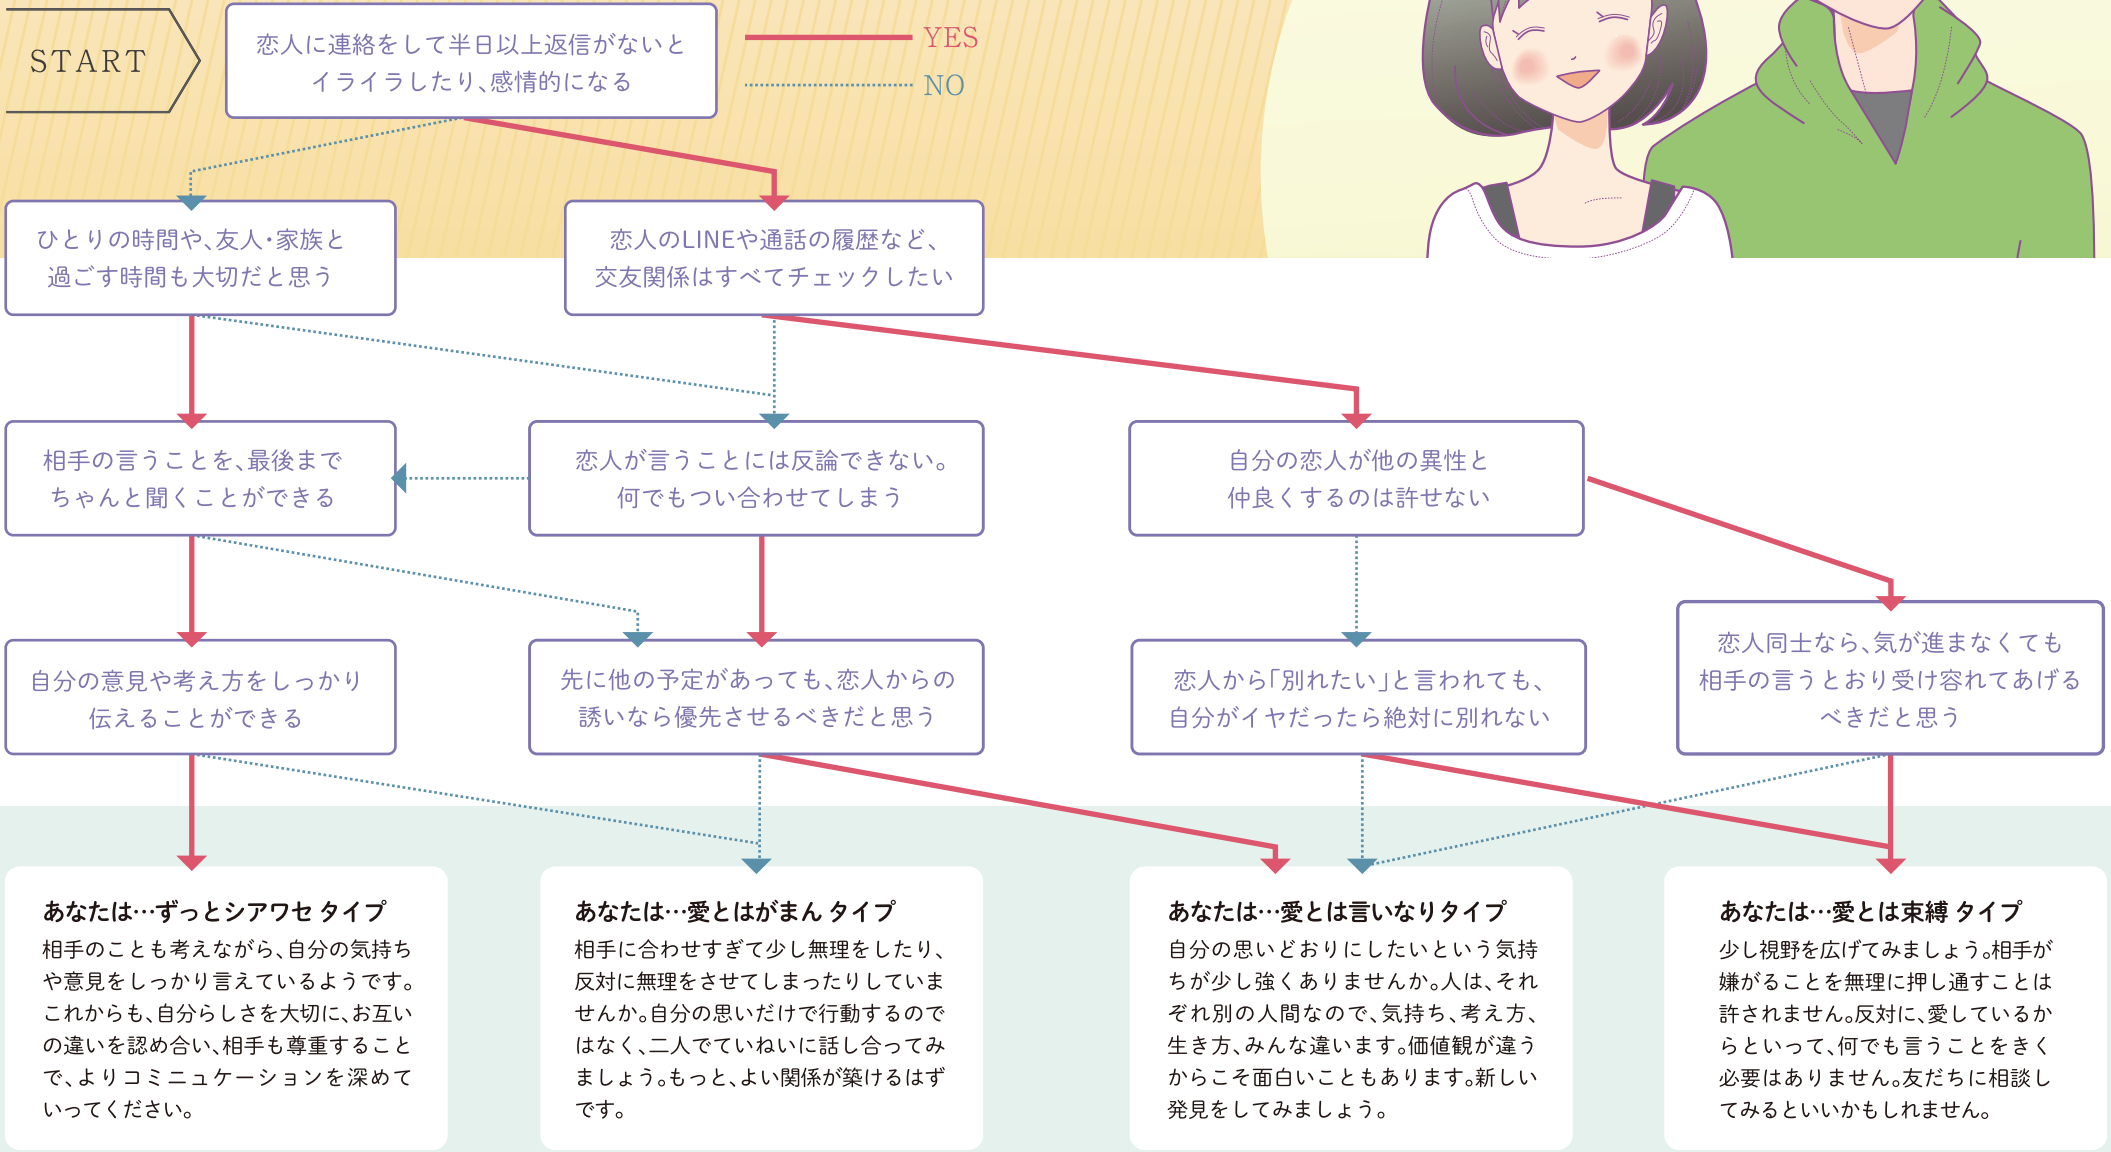 START
恋人に連絡をして半日以上返信がないと
イライラしたり、感情的になる
YES
NO
ひとりの時間や、友人・家族と
過ごす時間も大切だと思う
恋人のLINEや通話の履歴など、
交友関係はすべてチェックしたい
相手の言うことを、最後まで
ちゃんと聞くことができる
恋人が言うことには反論できない。
何でもつい合わせてしまう
自分の恋人が他の異性と
仲良くするのは許せない
自分の意見や考え方をしっかり
伝えることができる
先に他の予定があっても、恋人からの
誘いなら優先させるべきだと思う
恋人から「別れたい」と言われても、
自分がイヤだったら絶対に別れない
恋人同士なら、気が進まなくても
相手の言うとおり受け容れてあげる
べきだと思う
あなたは…ずっとシアワセ タイプ
相手のことも考えながら、自分の気持ち
や意見をしっかり言えているようです。
これからも、自分らしさを大切に、お互い
の違いを認め合い、相手も尊重すること
で、よりコミニュケーションを深めて
いってください。
あなたは…愛とはがまん タイプ
相手に合わせすぎて少し無理をしたり、
反対に無理をさせてしまったりしていま
せんか。自分の思いだけで行動するので
はなく、二人でていねいに話し合ってみ
ましょう。もっと、よい関係が築けるはず
です。
あなたは…愛とは言いなりタイプ
自分の思いどおりにしたいという気持
ちが少し強くありませんか。人は、それ
ぞれ別の人間なので、気持ち、考え方、
生き方、みんな違います。価値観が違う
からこそ面白いこともあります。新しい
発見をしてみましょう。
あなたは…愛とは束縛 タイプ
少し視野を広げてみましょう。相手が
嫌がることを無理に押し通すことは
許されません。反対に、愛しているか
らといって、何でも言うことをきく
必要はありません。友だちに相談し
てみるといいかもしれません。